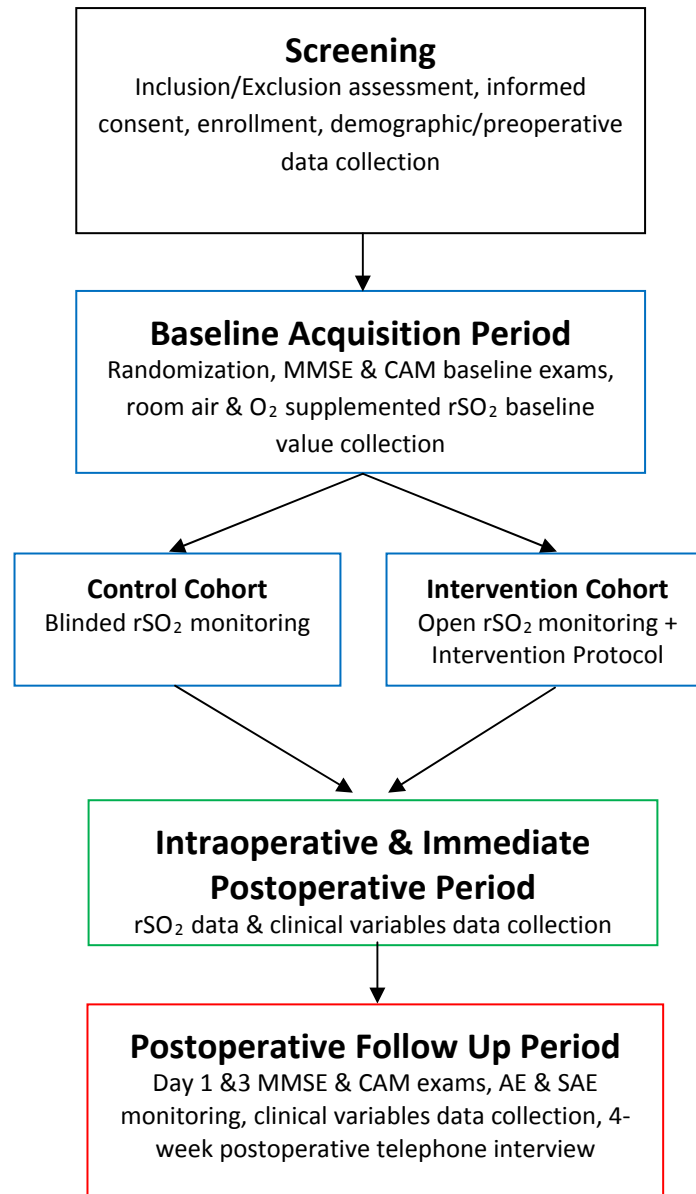 Screening
Inclusion/Exclusion assessment, informed
consent, enrollment, demographic/preoperative
data collection
Baseline Acquisition Period
Randomization, MMSE & CAM baseline exams,
room air & O₂ supplemented rSO₂ baseline
value collection
Control Cohort
Blinded rSO₂ monitoring
Intervention Cohort
Open rSO₂ monitoring +
Intervention Protocol
Intraoperative & Immediate
Postoperative Period
rSO₂ data & clinical variables data collection
Postoperative Follow Up Period
Day 1 &3 MMSE & CAM exams, AE & SAE
monitoring, clinical variables data collection, 4-
week postoperative telephone interview